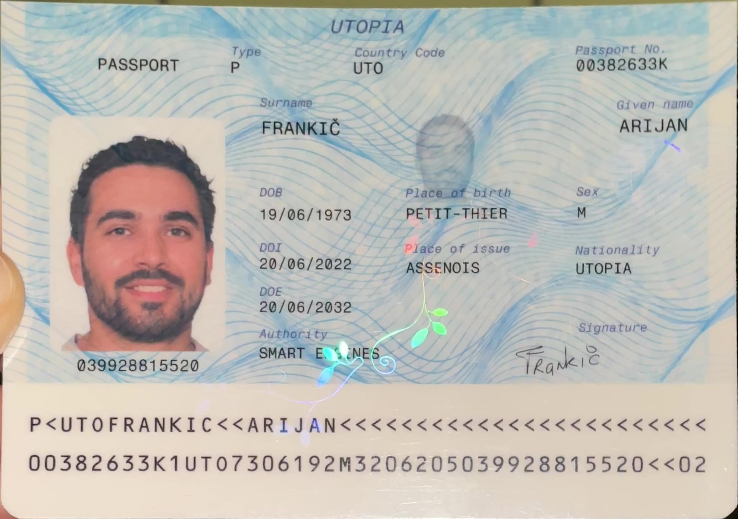 UTOPIA
PASSPORT
Type
P
Country Code
UTO
Passport No.
00382633K
Surname
FRANKIČ
Given name
ARIJAN
DOB
19/06/1973
Place of birth
PETIT-THIER
Sex
M
DOI
20/06/2022
Place of issue
ASSENOIS
Nationality
UTOPIA
DOE
20/06/2032
Authority
SMART ENGINES
Signature
Frankič
039928815520
P<UTOFRANKIC<<ARIJAN<<<<<<<<<<<<<<<<<<<<<<<<
00382633K1UTO7306192M3206205039928815520<<02